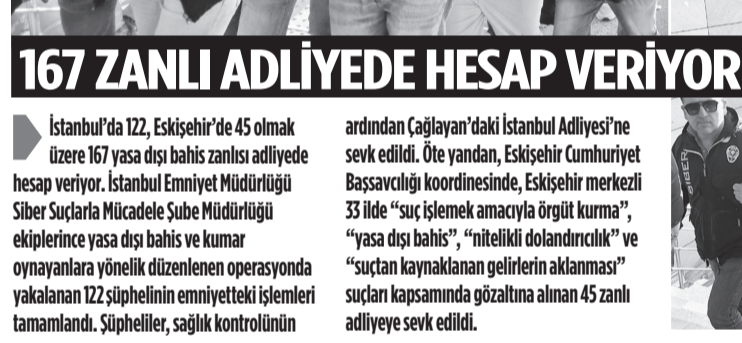 167 ZANLI ADLİYEDE HESAP VERİYOR
İstanbul’da 122, Eskişehir’de 45 olmak
üzere 167 yasa dışı bahis zanlısı adliyede
hesap veriyor. İstanbul Emniyet Müdürlüğü
Siber Suçlarla Mücadele Şube Müdürlüğü
ekiplerince yasa dışı bahis ve kumar
oynayanlara yönelik düzenlenen operasyonda
yakalanan 122 şüphelinin emniyetteki işlemleri
tamamlandı. Şüpheliler, sağlık kontrolünün
ardından Çağlayan’daki İstanbul Adliyesi’ne
sevk edildi. Öte yandan, Eskişehir Cumhuriyet
Başsavcılığı koordinesinde, Eskişehir merkezli
33 ilde “suç işlemek amacıyla örgüt kurma”,
“yasa dışı bahis”, “nitelikli dolandırıcılık” ve
“suçtan kaynaklanan gelirlerin aklanması”
suçları kapsamında gözaltına alınan 45 zanlı
adliyeye sevk edildi.
SİBER